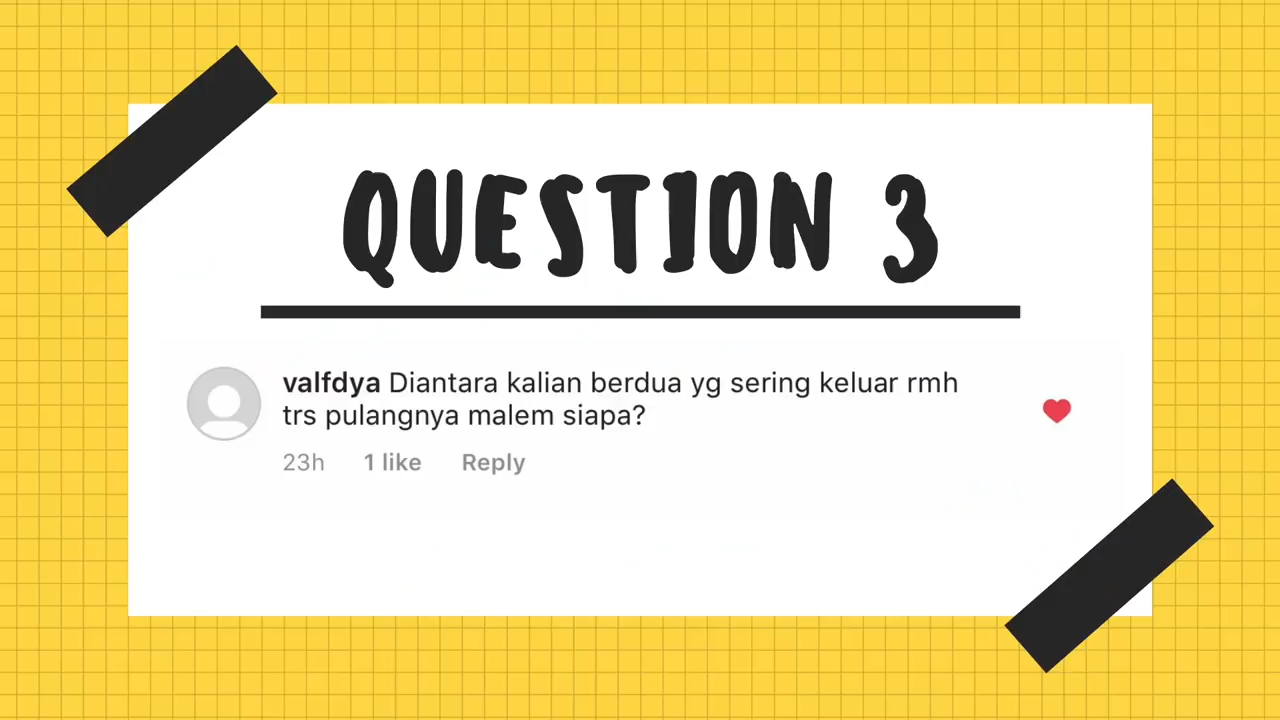 QUESTION 3
valfdya Diantara kalian berdua yg sering keluar rmh
trs pulangnya malem siapa?
23h 1 like Reply